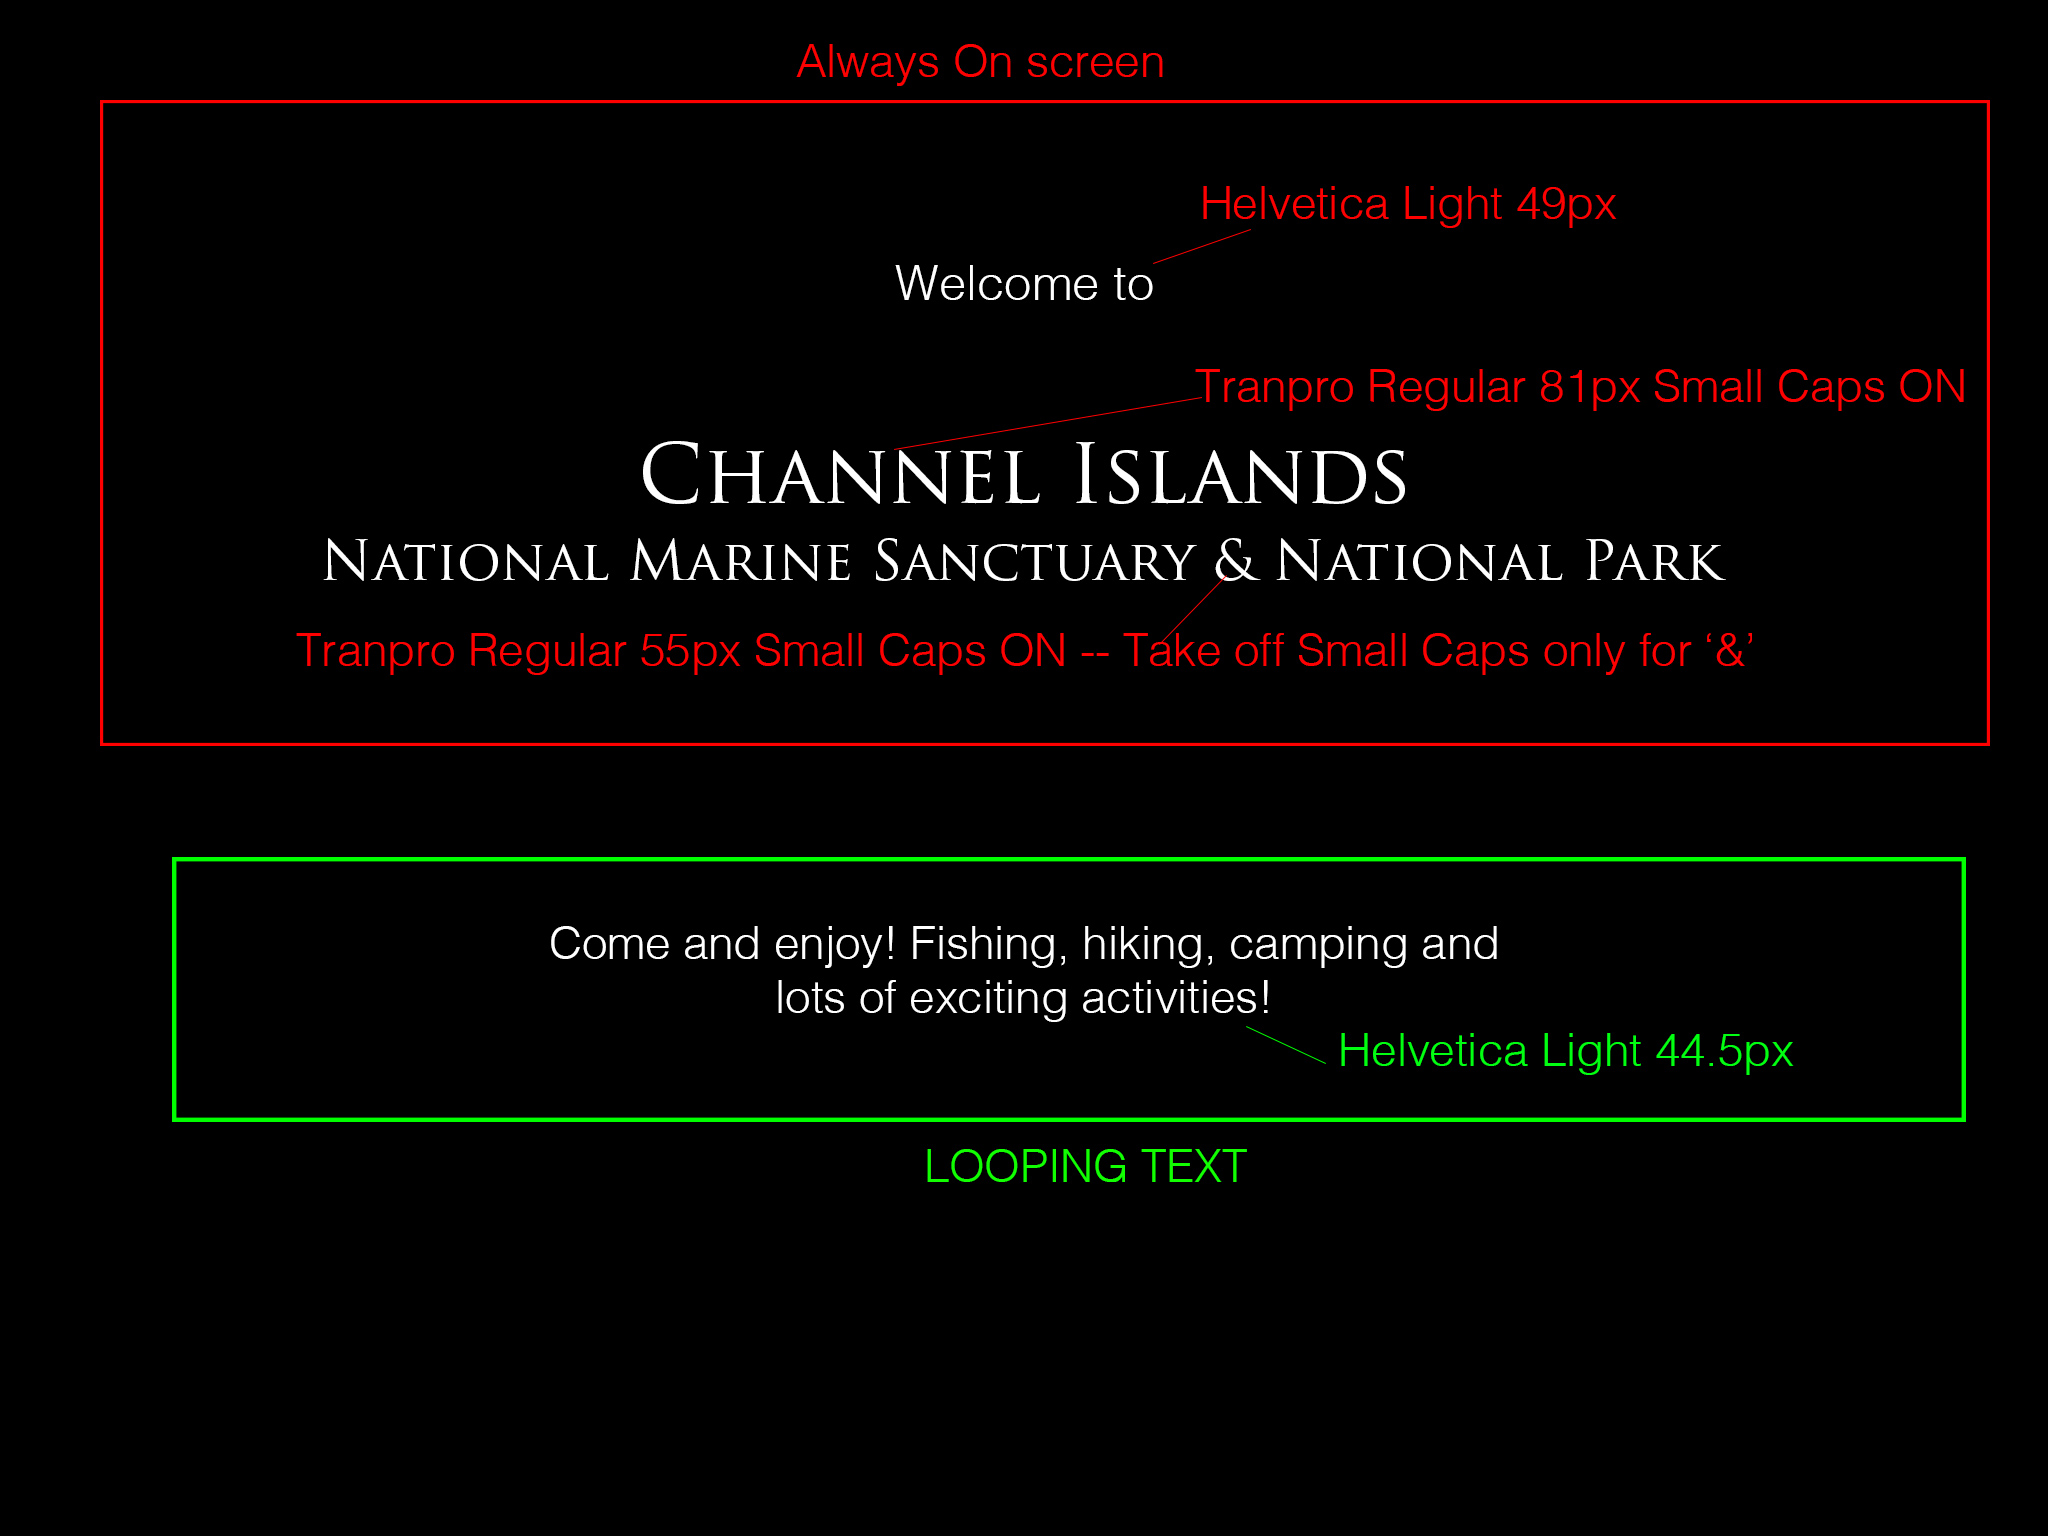 Always On screen
Helvetica Light 49px
Welcome to
Tranpro Regular 81px Small Caps ON
Channel Islands
National Marine Sanctuary & National Park
Tranpro Regular 55px Small Caps ON -- Take off Small Caps only for ‘&’
Come and enjoy! Fishing, hiking, camping and
lots of exciting activities!
Helvetica Light 44.5px
LOOPING TEXT